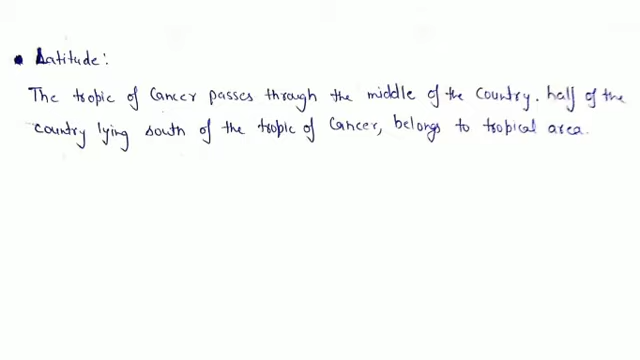 • Latitude:
The tropic of Cancer passes through the middle of the country. half of the
country lying south of the tropic of Cancer, belongs to tropical area.